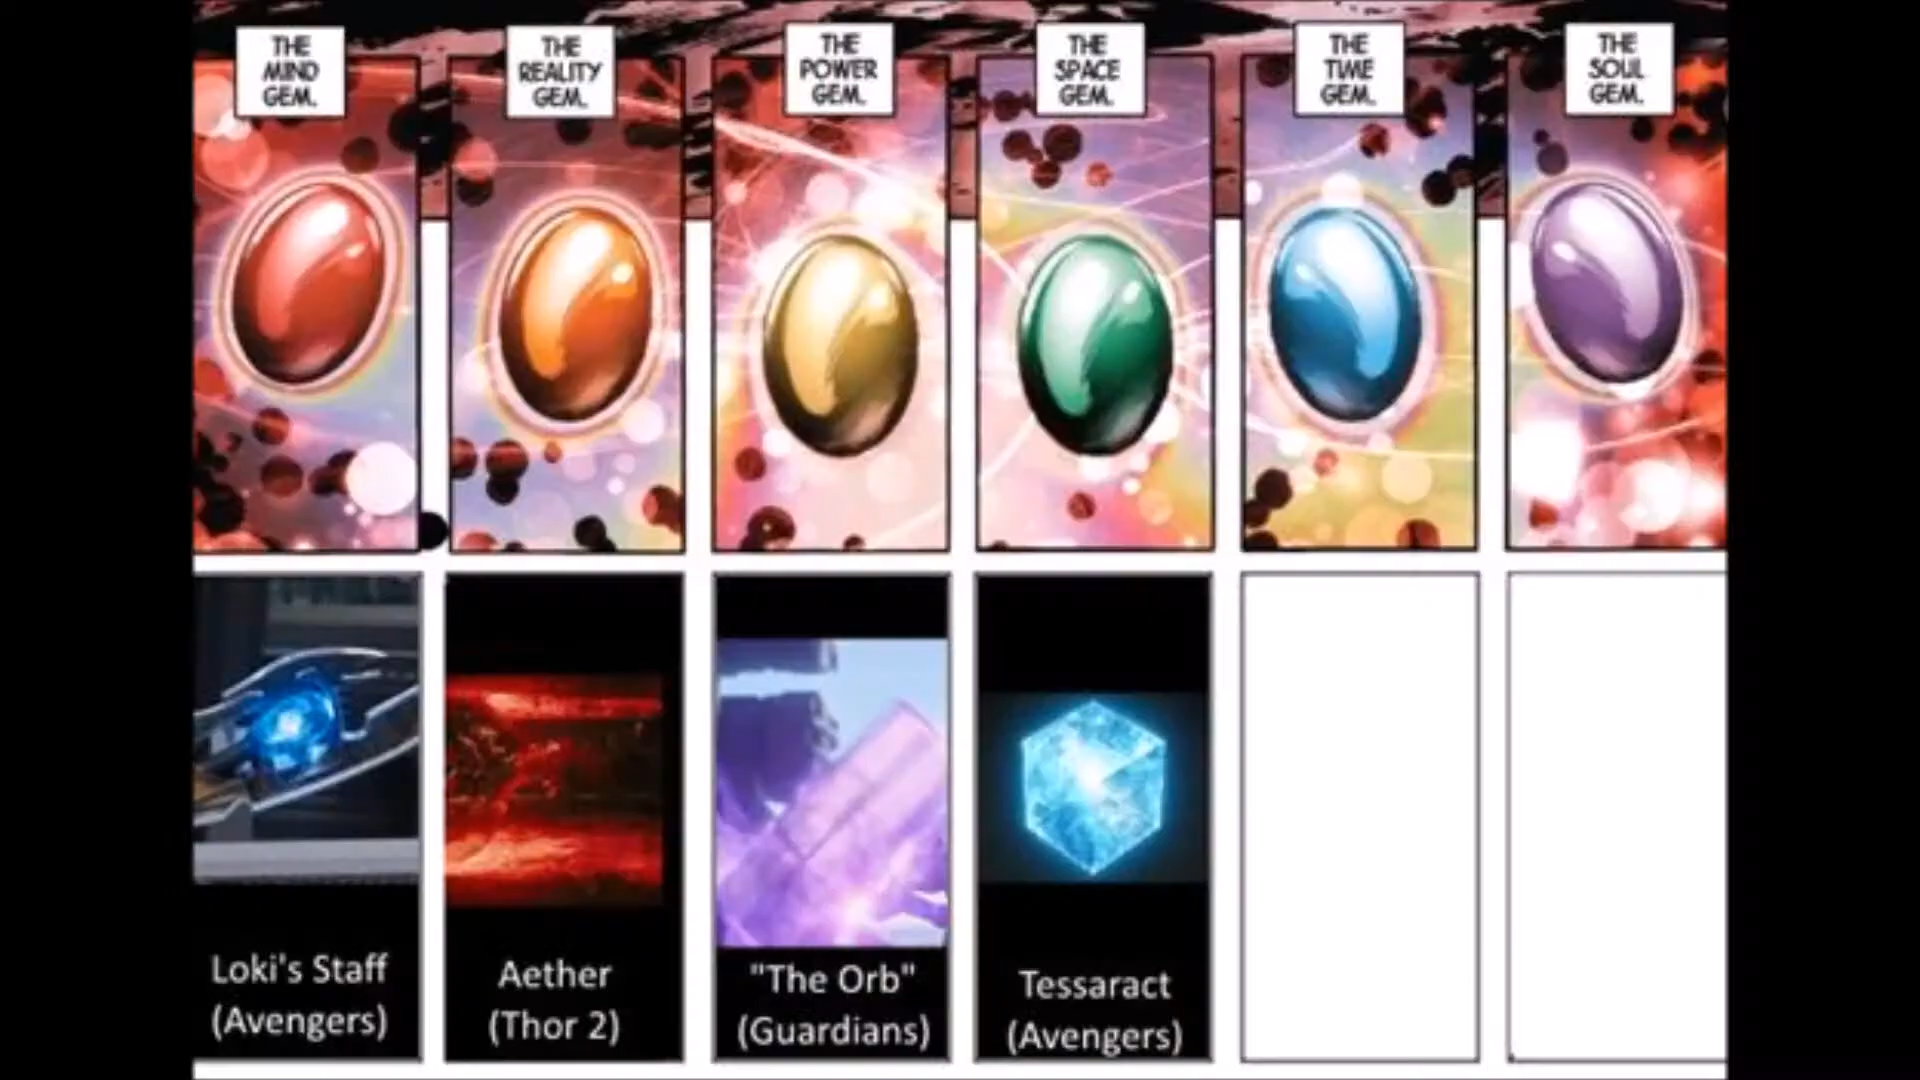 THE
MIND
GEM.
THE
REALITY
GEM.
THE
POWER
GEM.
THE
SPACE
GEM.
THE
TIME
GEM.
THE
SOUL
GEM.
Loki's Staff
(Avengers)
Aether
(Thor 2)
"The Orb"
(Guardians)
Tessaract
(Avengers)